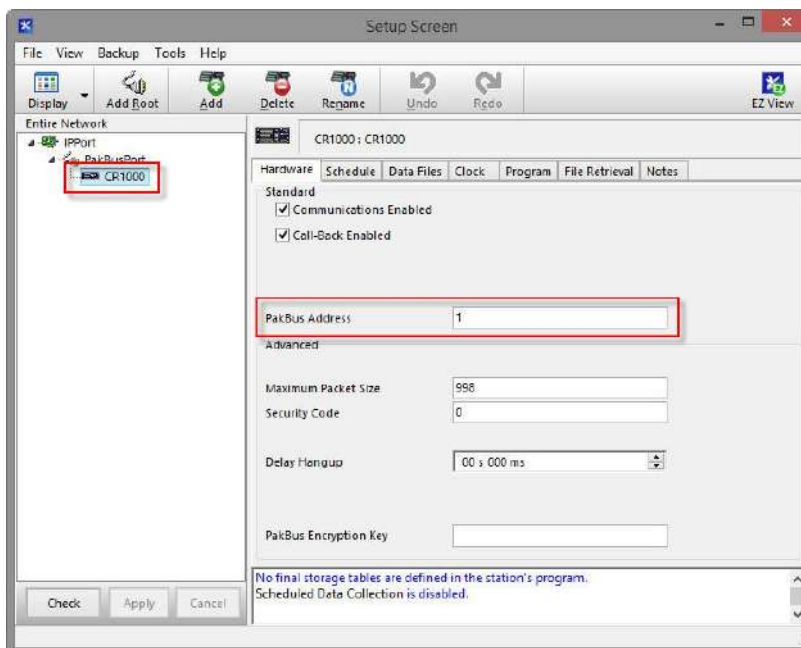 Setup Screen
File View Backup Tools Help
Display Add Root Add Delete Rename Undo Redo EZ View
Entire Network
IPPort
PakBusPort
CR1000
CR1000 : CR1000
Hardware Schedule Data Files Clock Program File Retrieval Notes
Standard
Communications Enabled
Call-Back Enabled
PakBus Address 1
Advanced
Maximum Packet Size 998
Security Code 0
Delay Hangup 00 s 000 ms
PakBus Encryption Key
No final storage tables are defined in the station's program.
Scheduled Data Collection is disabled.
Check Apply Cancel